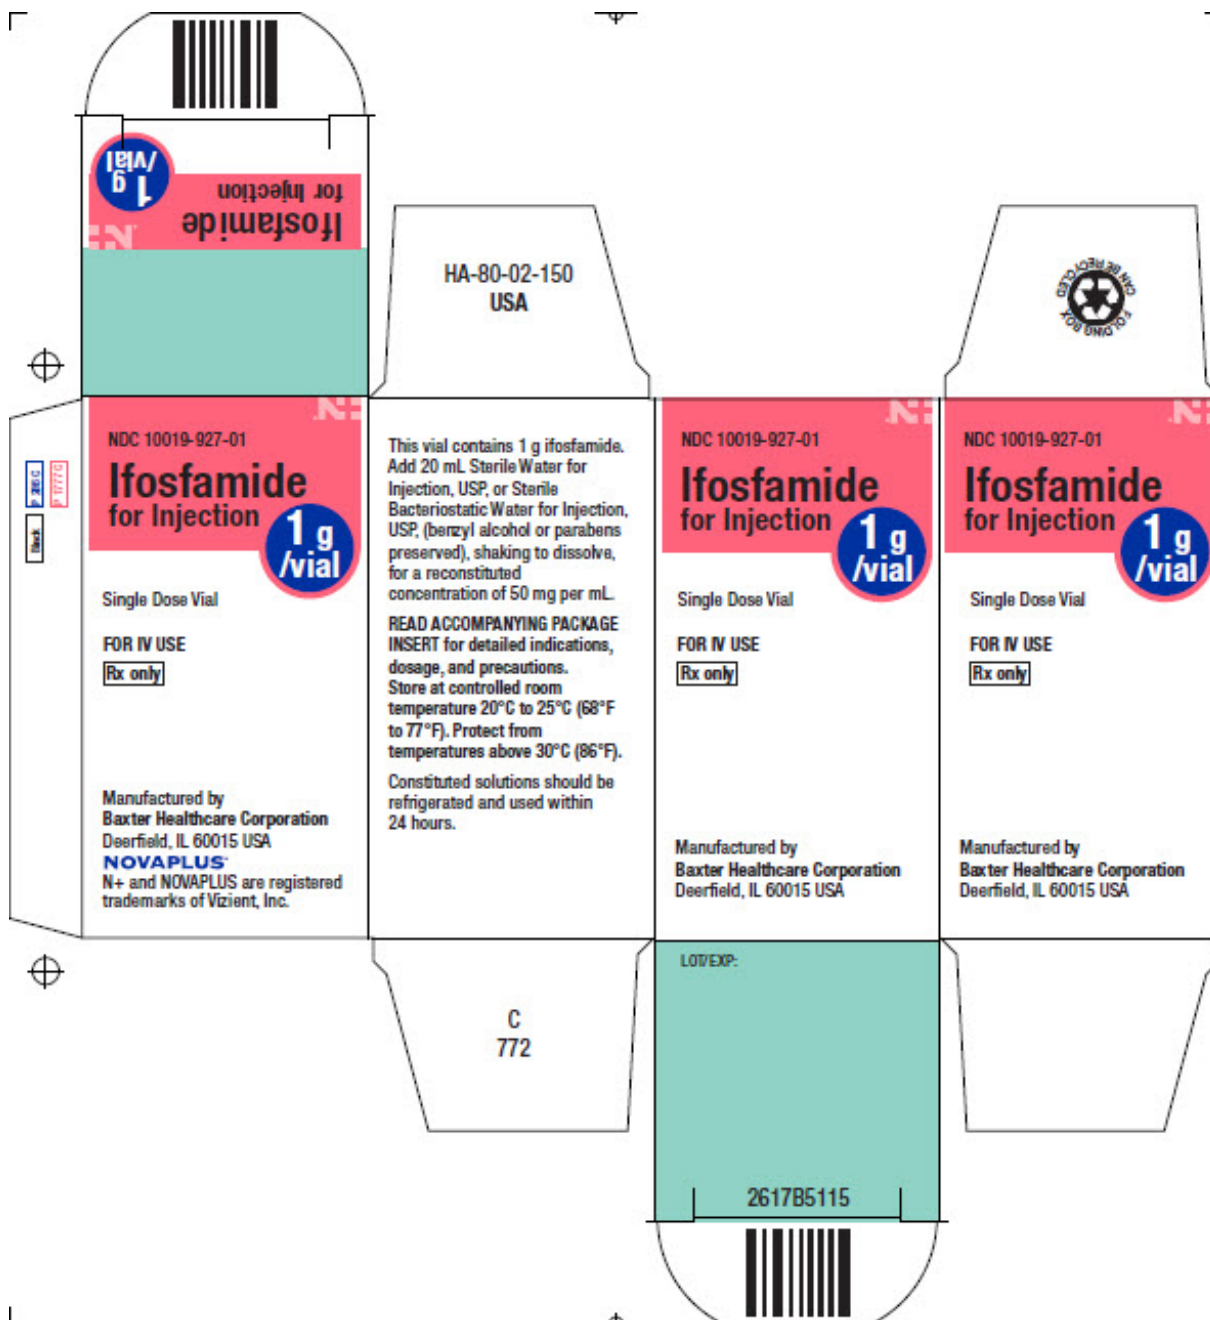 1 g
/vial
Ifosfamide
for Injection
N+
HA-80-02-150
USA
FOLDING BOX
CAN BE RECYCLED
Black
P 286 C
P 1777 C
N+
NDC 10019-927-01
Ifosfamide
for Injection
1 g
/vial
Single Dose Vial
FOR IV USE
Rx only
Manufactured by
Baxter Healthcare Corporation
Deerfield, IL 60015 USA
NOVAPLUS
N+ and NOVAPLUS are registered
trademarks of Vizient, Inc.
This vial contains 1 g ifosfamide.
Add 20 mL Sterile Water for
Injection, USP, or Sterile
Bacteriostatic Water for Injection,
USP, (benzyl alcohol or parabens
preserved), shaking to dissolve,
for a reconstituted
concentration of 50 mg per mL.
READ ACCOMPANYING PACKAGE
INSERT for detailed indications,
dosage, and precautions.
Store at controlled room
temperature 20°C to 25°C (68°F
to 77°F). Protect from
temperatures above 30°C (86°F).
Constituted solutions should be
refrigerated and used within
24 hours.
N+
NDC 10019-927-01
Ifosfamide
for Injection
1 g
/vial
Single Dose Vial
FOR IV USE
Rx only
Manufactured by
Baxter Healthcare Corporation
Deerfield, IL 60015 USA
N+
NDC 10019-927-01
Ifosfamide
for Injection
1 g
/vial
Single Dose Vial
FOR IV USE
Rx only
Manufactured by
Baxter Healthcare Corporation
Deerfield, IL 60015 USA
C
772
LOT/EXP:
2617B5115